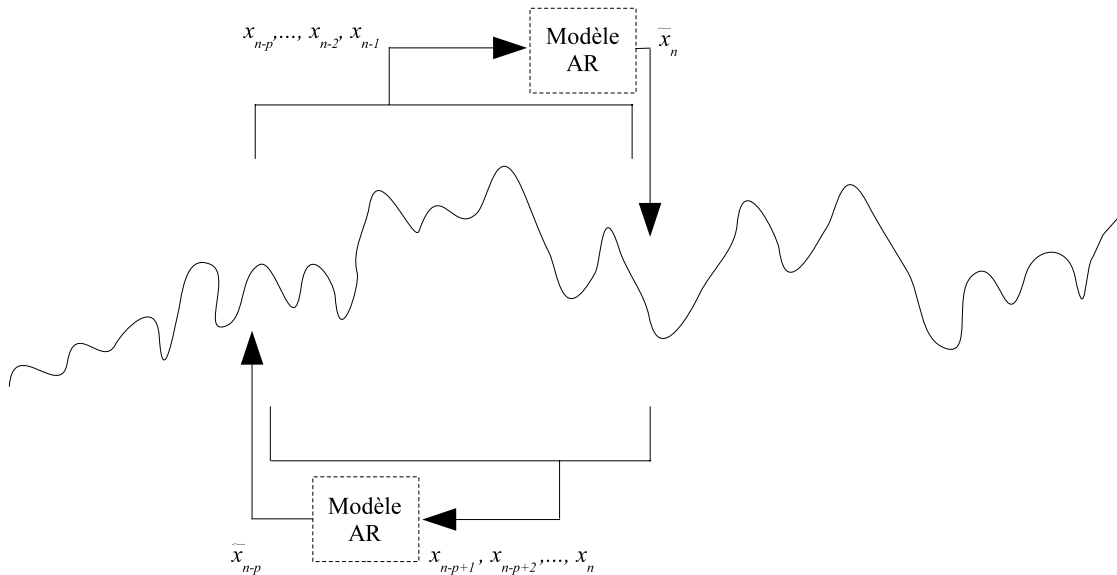 x_{n-p},..., x_{n-2}, x_{n-1}
Modèle
AR
x̃_n
Modèle
AR
x̃_{n-p}
x_{n-p+1}, x_{n-p+2},..., x_n